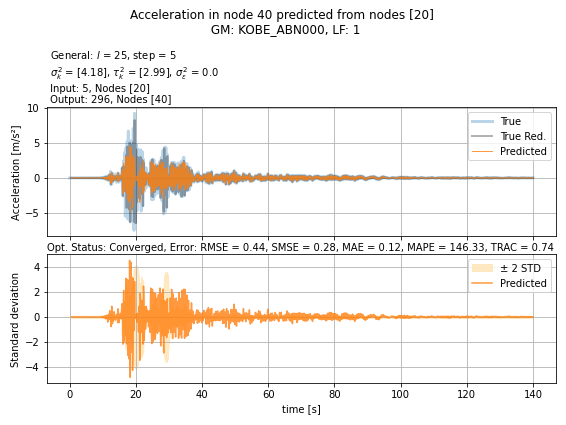 Acceleration in node 40 predicted from nodes [20]
GM: KOBE_ABN000, LF: 1
General: l = 25, step = 5
σ²ₖ = [4.18], τ²ₖ = [2.99], σ²ε = 0.0
Input: 5, Nodes [20]
Output: 296, Nodes [40]
10
5
0
−5
Acceleration [m/s²]
True
True Red.
Predicted
Opt. Status: Converged, Error: RMSE = 0.44, SMSE = 0.28, MAE = 0.12, MAPE = 146.33, TRAC = 0.74
4
2
0
−2
−4
Standard deviation
± 2 STD
Predicted
0 20 40 60 80 100 120 140
time [s]